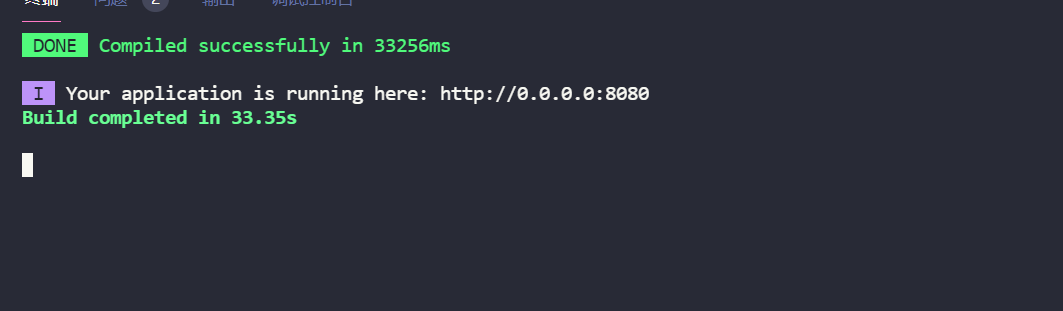 终端 问题 2 输出 调试控制台
DONE Compiled successfully in 33256ms
I Your application is running here: http://0.0.0.0:8080
Build completed in 33.35s